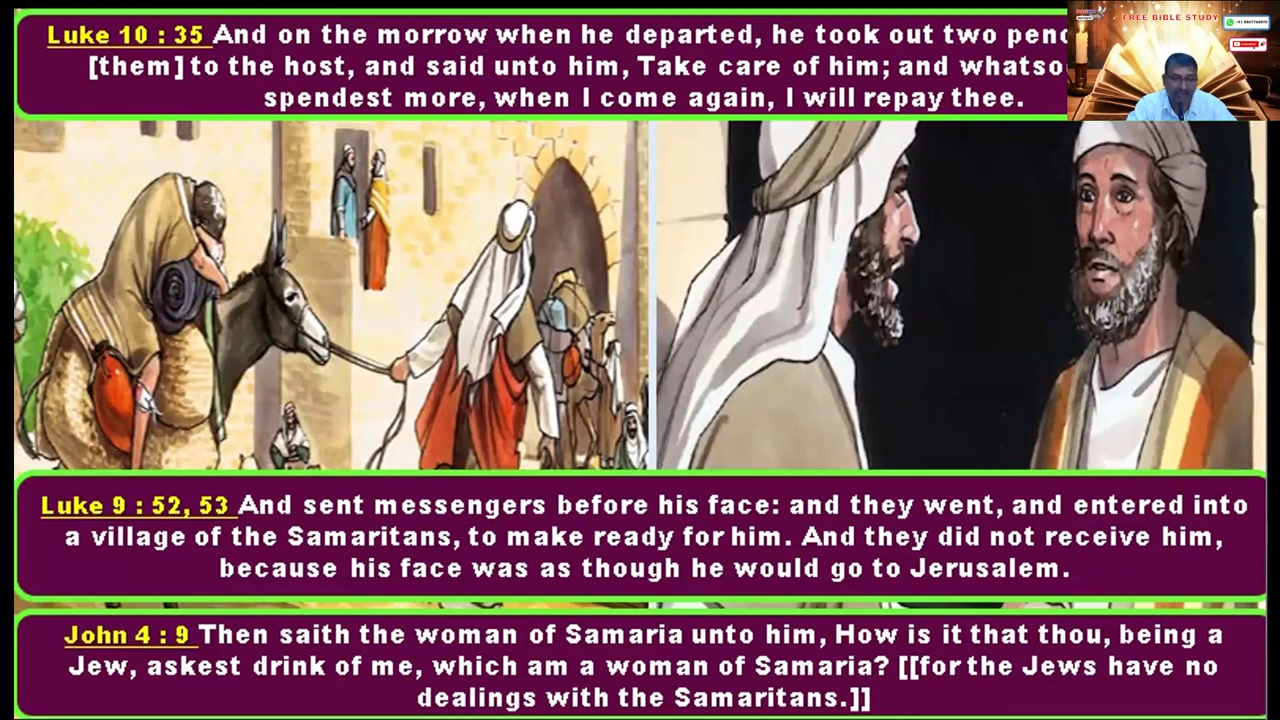 Luke 10 : 35 And on the morrow when he departed, he took out two
[them] to the host, and said unto him, Take care of him; and
spendest more, when I come again, I will repay thee.
FREE BIBLE STUDY
Luke 9 : 52, 53 And sent messengers before his face: and they went, and entered into
a village of the Samaritans, to make ready for him. And they did not receive him,
because his face was as though he would go to Jerusalem.
John 4 : 9 Then saith the woman of Samaria unto him, How is it that thou, being a
Jew, askest drink of me, which am a woman of Samaria? [[for the Jews have no
dealings with the Samaritans.]]